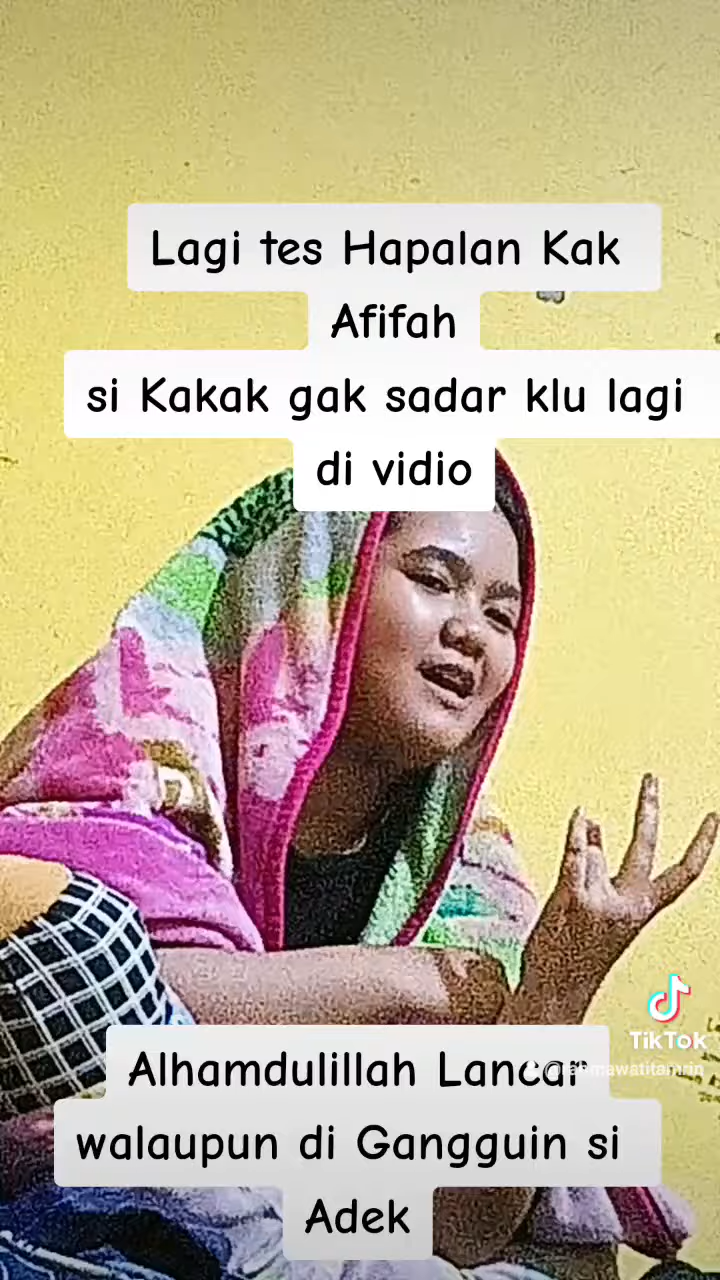 Lagi tes Hapalan Kak
Afifah
si Kakak gak sadar klu lagi
di vidio
TikTok
@rahmawatitamrin
Alhamdulillah Lancar
walaupun di Gangguin si
Adek